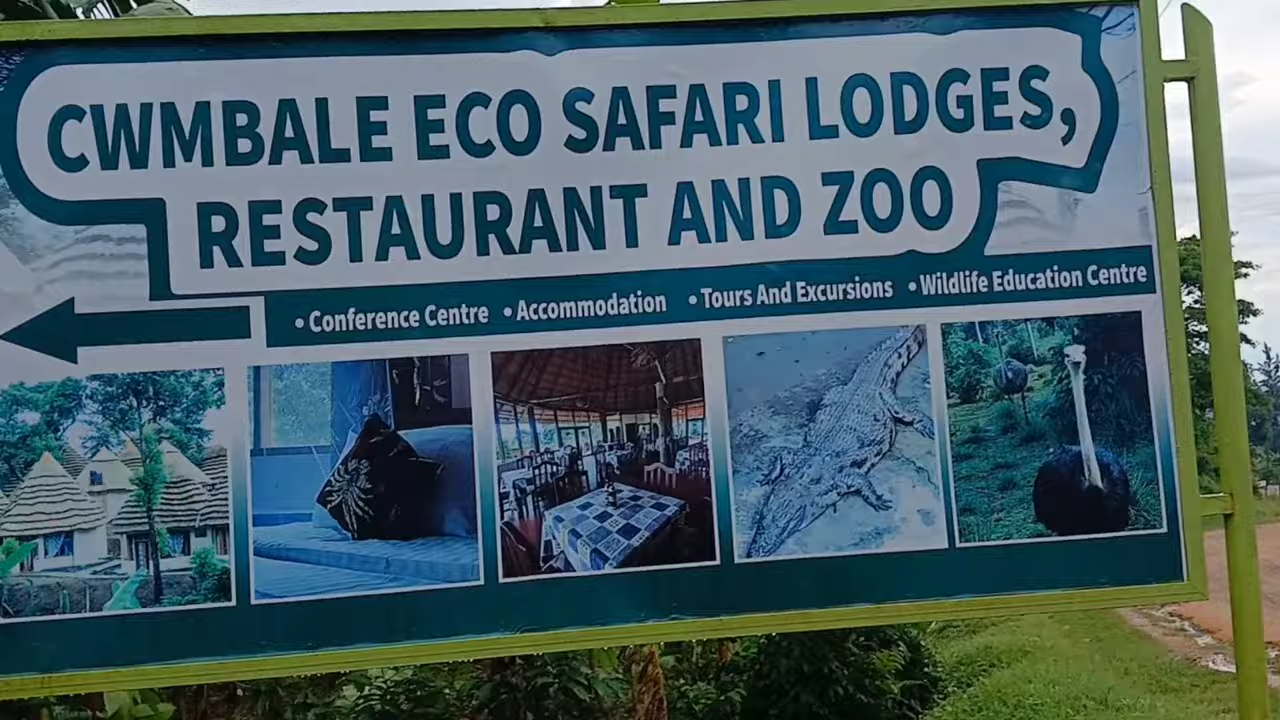 CWMBALE ECO SAFARI LODGES,
RESTAURANT AND ZOO
• Conference Centre • Accommodation • Tours And Excursions • Wildlife Education Centre